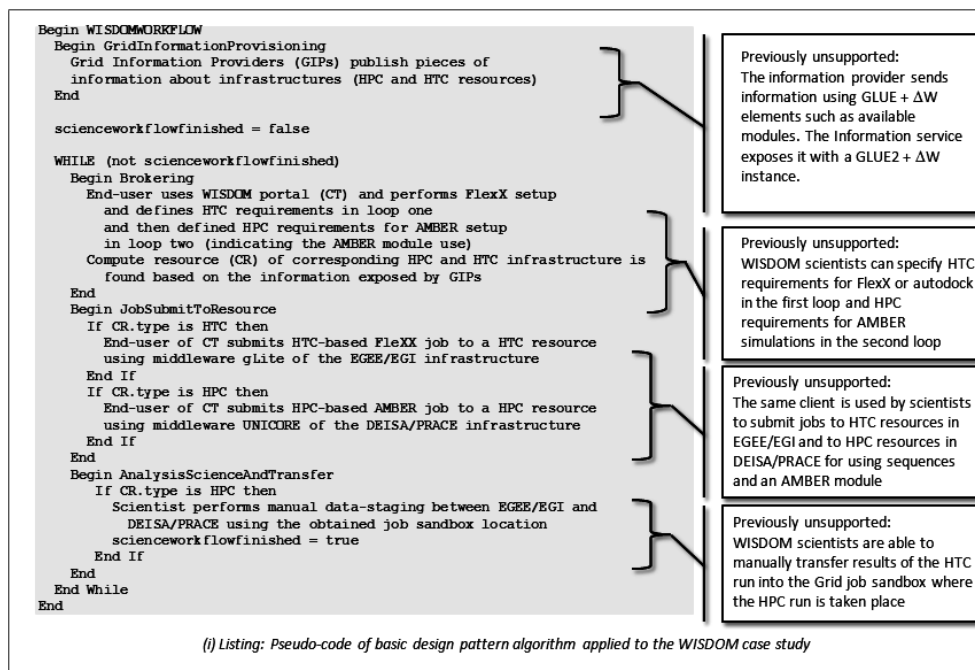 Begin WISDOMWORKFLOW
Begin GridInformationProvisioning
Grid Information Providers (GIPs) publish pieces of
information about infrastructures (HPC and HTC resources)
End
scienceworkflowfinished = false
WHILE (not scienceworkflowfinished)
Begin Brokering
End-user uses WISDOM portal (CT) and performs FlexX setup
and defines HTC requirements in loop one
and then defined HPC requirements for AMBER setup
in loop two (indicating the AMBER module use)
Compute resource (CR) of corresponding HPC and HTC infrastructure is
found based on the information exposed by GIPs
End
Begin JobSubmitToResource
If CR.type is HTC then
End-user of CT submits HTC-based FleXX job to a HTC resource
using middleware gLite of the EGEE/EGI infrastructure
End If
If CR.type is HPC then
End-user of CT submits HPC-based AMBER job to a HPC resource
using middleware UNICORE of the DEISA/PRACE infrastructure
End If
End
Begin AnalysisScienceAndTransfer
If CR.type is HPC then
Scientist performs manual data-staging between EGEE/EGI and
DEISA/PRACE using the obtained job sandbox location
scienceworkflowfinished = true
End If
End
End While
End
Previously unsupported:
The information provider sends
information using GLUE + ΔW
elements such as available
modules. The Information service
exposes it with a GLUE2 + ΔW
instance.
Previously unsupported:
WISDOM scientists can specify HTC
requirements for FlexX or autodock
in the first loop and HPC
requirements for AMBER
simulations in the second loop
Previously unsupported:
The same client is used by scientists
to submit jobs to HTC resources in
EGEE/EGI and to HPC resources in
DEISA/PRACE for using sequences
and an AMBER module
Previously unsupported:
WISDOM scientists are able to
manually transfer results of the HTC
run into the Grid job sandbox where
the HPC run is taken place
(i) Listing: Pseudo-code of basic design pattern algorithm applied to the WISDOM case study